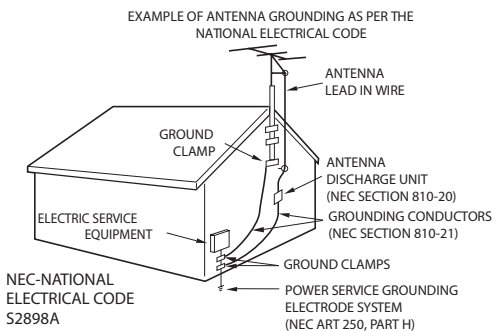 EXAMPLE OF ANTENNA GROUNDING AS PER THE
NATIONAL ELECTRICAL CODE
ANTENNA
LEAD IN WIRE
GROUND
CLAMP
ANTENNA
DISCHARGE UNIT
(NEC SECTION 810-20)
ELECTRIC SERVICE
EQUIPMENT
GROUNDING CONDUCTORS
(NEC SECTION 810-21)
GROUND CLAMPS
POWER SERVICE GROUNDING
ELECTRODE SYSTEM
(NEC ART 250, PART H)
NEC-NATIONAL
ELECTRICAL CODE
S2898A